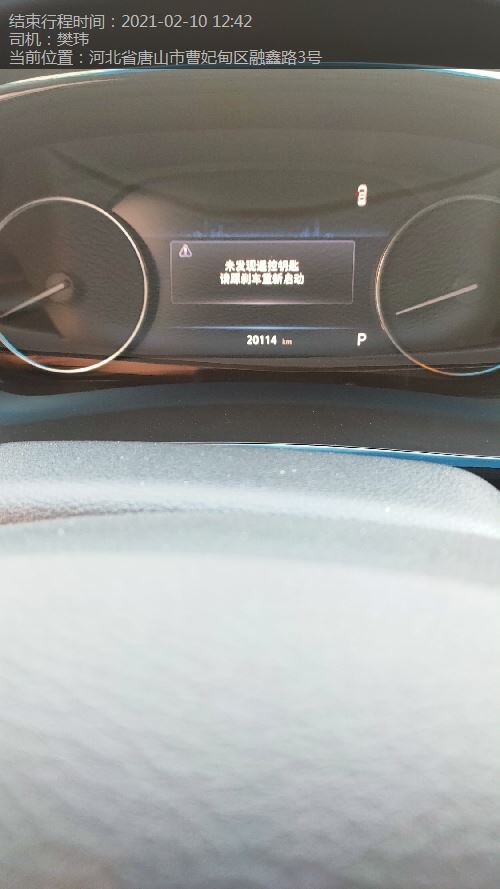 结束行程时间：2021-02-10 12:42
司机：樊玮
当前位置：河北省唐山市曹妃甸区融鑫路3号
未发现遥控钥匙
请踩刹车重新启动
20114 km
P